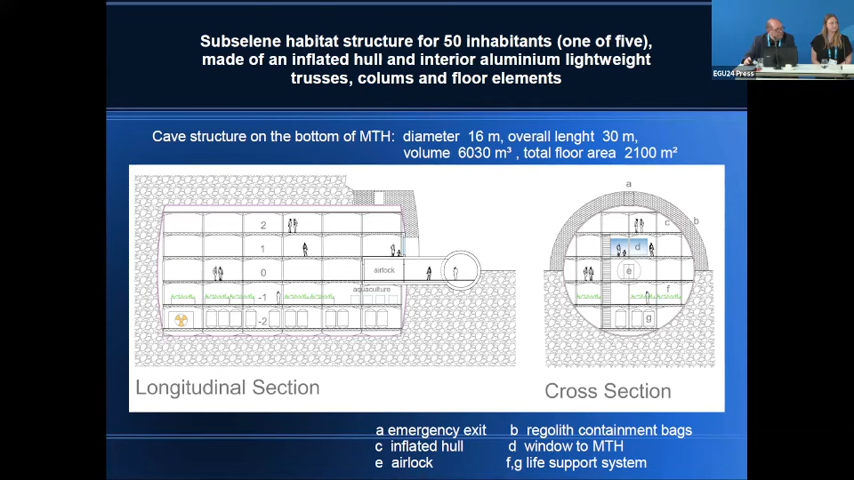 Subselene habitat structure for 50 inhabitants (one of five),
made of an inflated hull and interior aluminium lightweight
trusses, colums and floor elements
EGU24 Press
Cave structure on the bottom of MTH: diameter 16 m, overall lenght 30 m,
volume 6030 m³ , total floor area 2100 m²
2
1
0
-1
-2
airlock
aquaculture
Longitudinal Section
a
b
c
d
e
f
g
Cross Section
a emergency exit b regolith containment bags
c inflated hull d window to MTH
e airlock f,g life support system